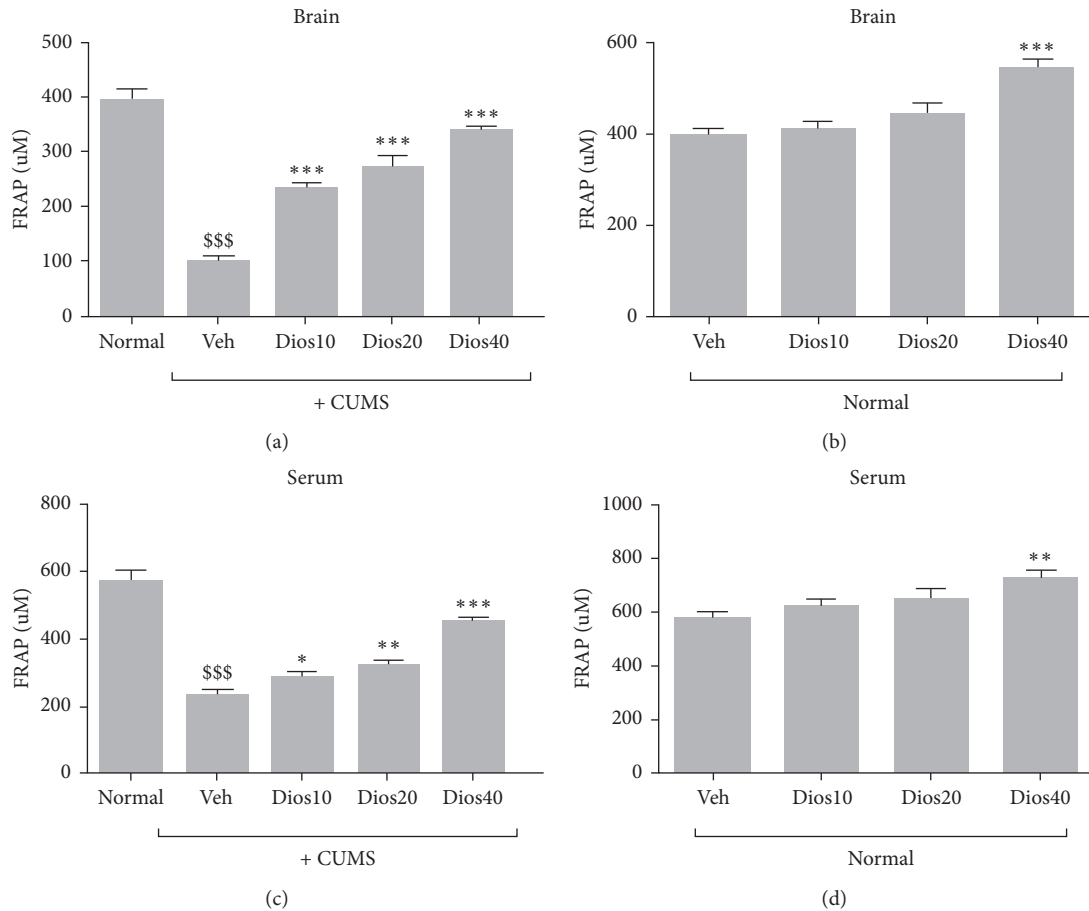 Brain
500
400
300
200
100
0
FRAP (uM)
$$$
***
***
***
Normal Veh Dios10 Dios20 Dios40
+ CUMS
(a)
Brain
600
400
200
0
FRAP (uM)
***
Veh Dios10 Dios20 Dios40
Normal
(b)
Serum
800
600
400
200
0
FRAP (uM)
$$$
*
**
***
Normal Veh Dios10 Dios20 Dios40
+ CUMS
(c)
Serum
1000
800
600
400
200
0
FRAP (uM)
**
Veh Dios10 Dios20 Dios40
Normal
(d)